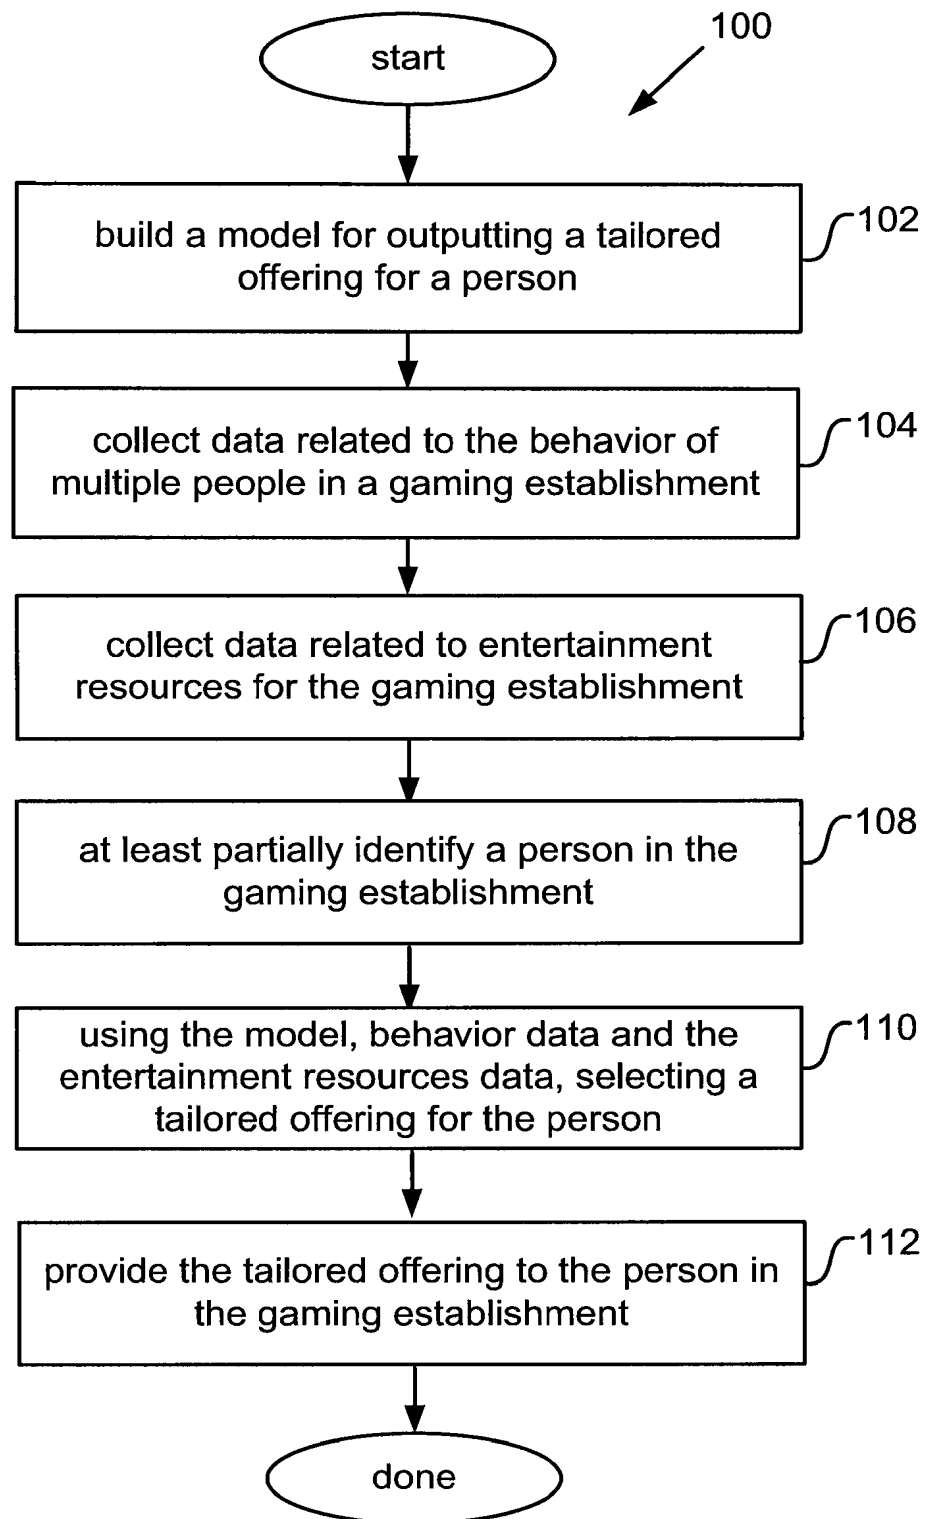 100
start
build a model for outputting a tailored
offering for a person
102
collect data related to the behavior of
multiple people in a gaming establishment
104
collect data related to entertainment
resources for the gaming establishment
106
at least partially identify a person in the
gaming establishment
108
using the model, behavior data and the
entertainment resources data, selecting a
tailored offering for the person
110
provide the tailored offering to the person in
the gaming establishment
112
done